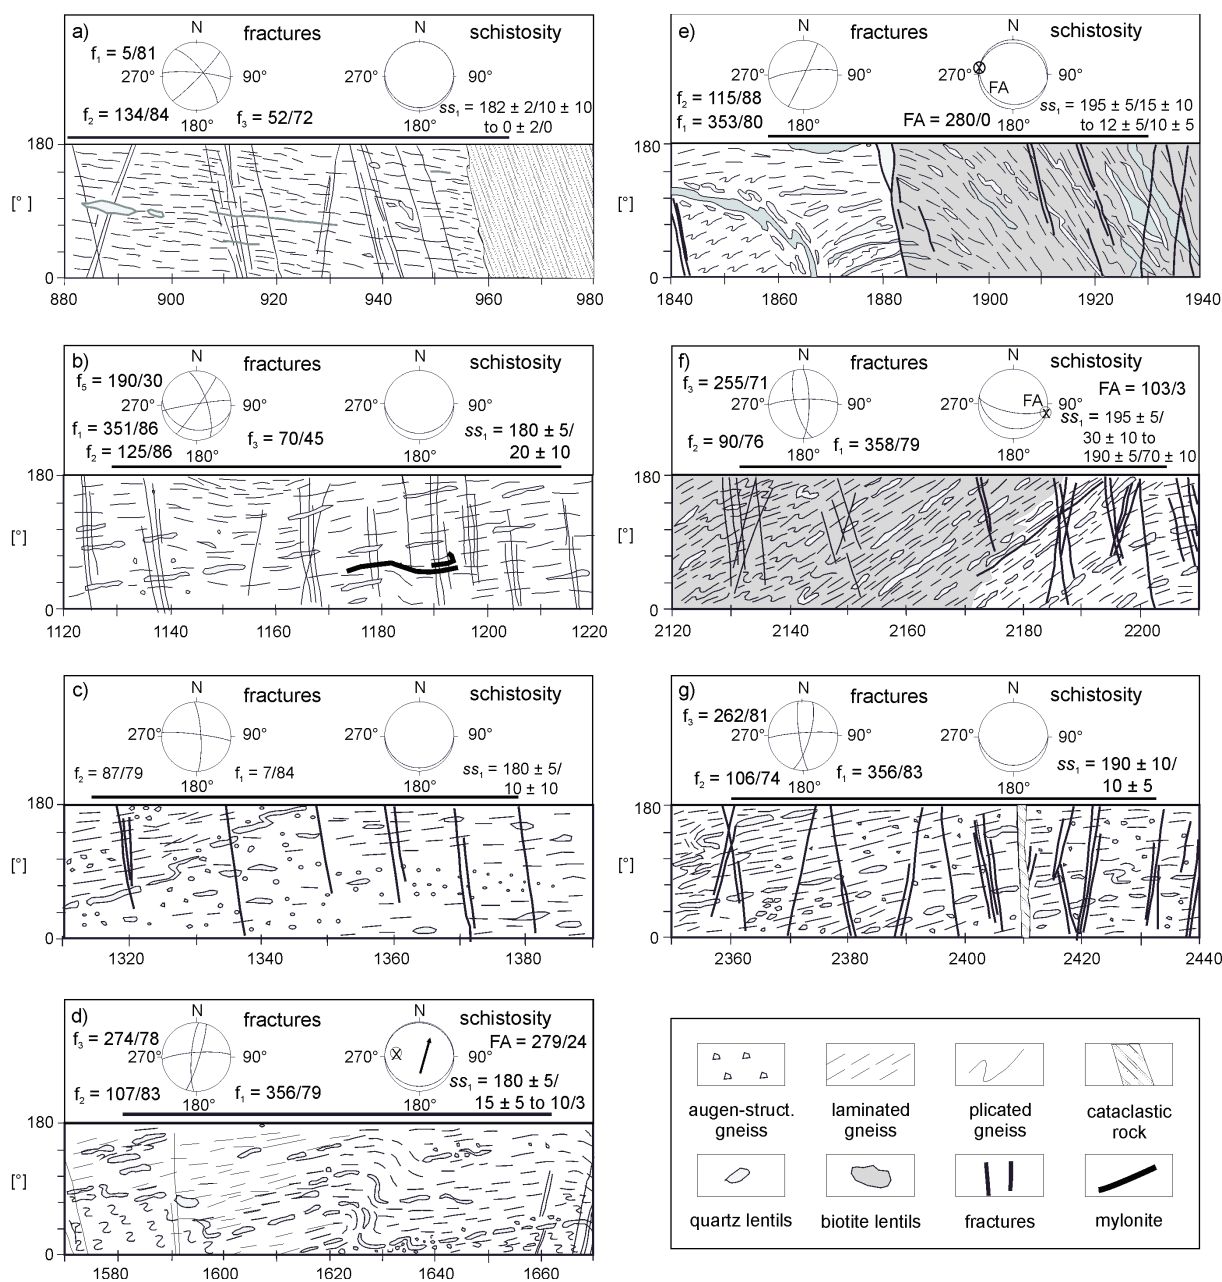 a)
N
fractures
N
schistosity
f1 = 5/81
270°
90°
270°
90°
f2 = 134/84
f3 = 52/72
180°
ss1 = 182 ± 2/10 ± 10
to 0 ± 2/0
180
[° ]
0
880
900
920
940
960
980
b)
N
fractures
N
schistosity
f5 = 190/30
270°
90°
270°
90°
f1 = 351/86
f3 = 70/45
ss1 = 180 ± 5/
20 ± 10
f2 = 125/86
180°
180°
180
[°]
0
1120
1140
1160
1180
1200
1220
c)
N
fractures
N
schistosity
270°
90°
270°
90°
f2 = 87/79
f1 = 7/84
180°
180°
ss1 = 180 ± 5/
10 ± 10
180
[°]
0
1320
1340
1360
1380
d)
N
fractures
N
schistosity
f3 = 274/78
FA = 279/24
270°
90°
270°
90°
X
f2 = 107/83
f1 = 356/79
180°
180°
ss1 = 180 ± 5/
15 ± 5 to 10/3
180
[°]
0
1580
1600
1620
1640
1660
e)
N
fractures
N
schistosity
270°
90°
270°
90°
X
FA
f2 = 115/88
f1 = 353/80
180°
FA = 280/0
180°
ss1 = 195 ± 5/15 ± 10
to 12 ± 5/10 ± 5
180
[°]
0
1840
1860
1880
1900
1920
1940
f)
N
fractures
N
schistosity
f3 = 255/71
FA = 103/3
270°
90°
270°
FA
X
90°
f2 = 90/76
f1 = 358/79
180°
180°
ss1 = 195 ± 5/
30 ± 10 to
190 ± 5/70 ± 10
180
[°]
0
2120
2140
2160
2180
2200
g)
N
fractures
N
schistosity
f3 = 262/81
270°
90°
270°
90°
f2 = 106/74
f1 = 356/83
180°
180°
ss1 = 190 ± 10/
10 ± 5
180
[°]
0
2360
2380
2400
2420
2440
augen-struct.
gneiss
laminated
gneiss
plicated
gneiss
cataclastic
rock
quartz lentils
biotite lentils
fractures
mylonite